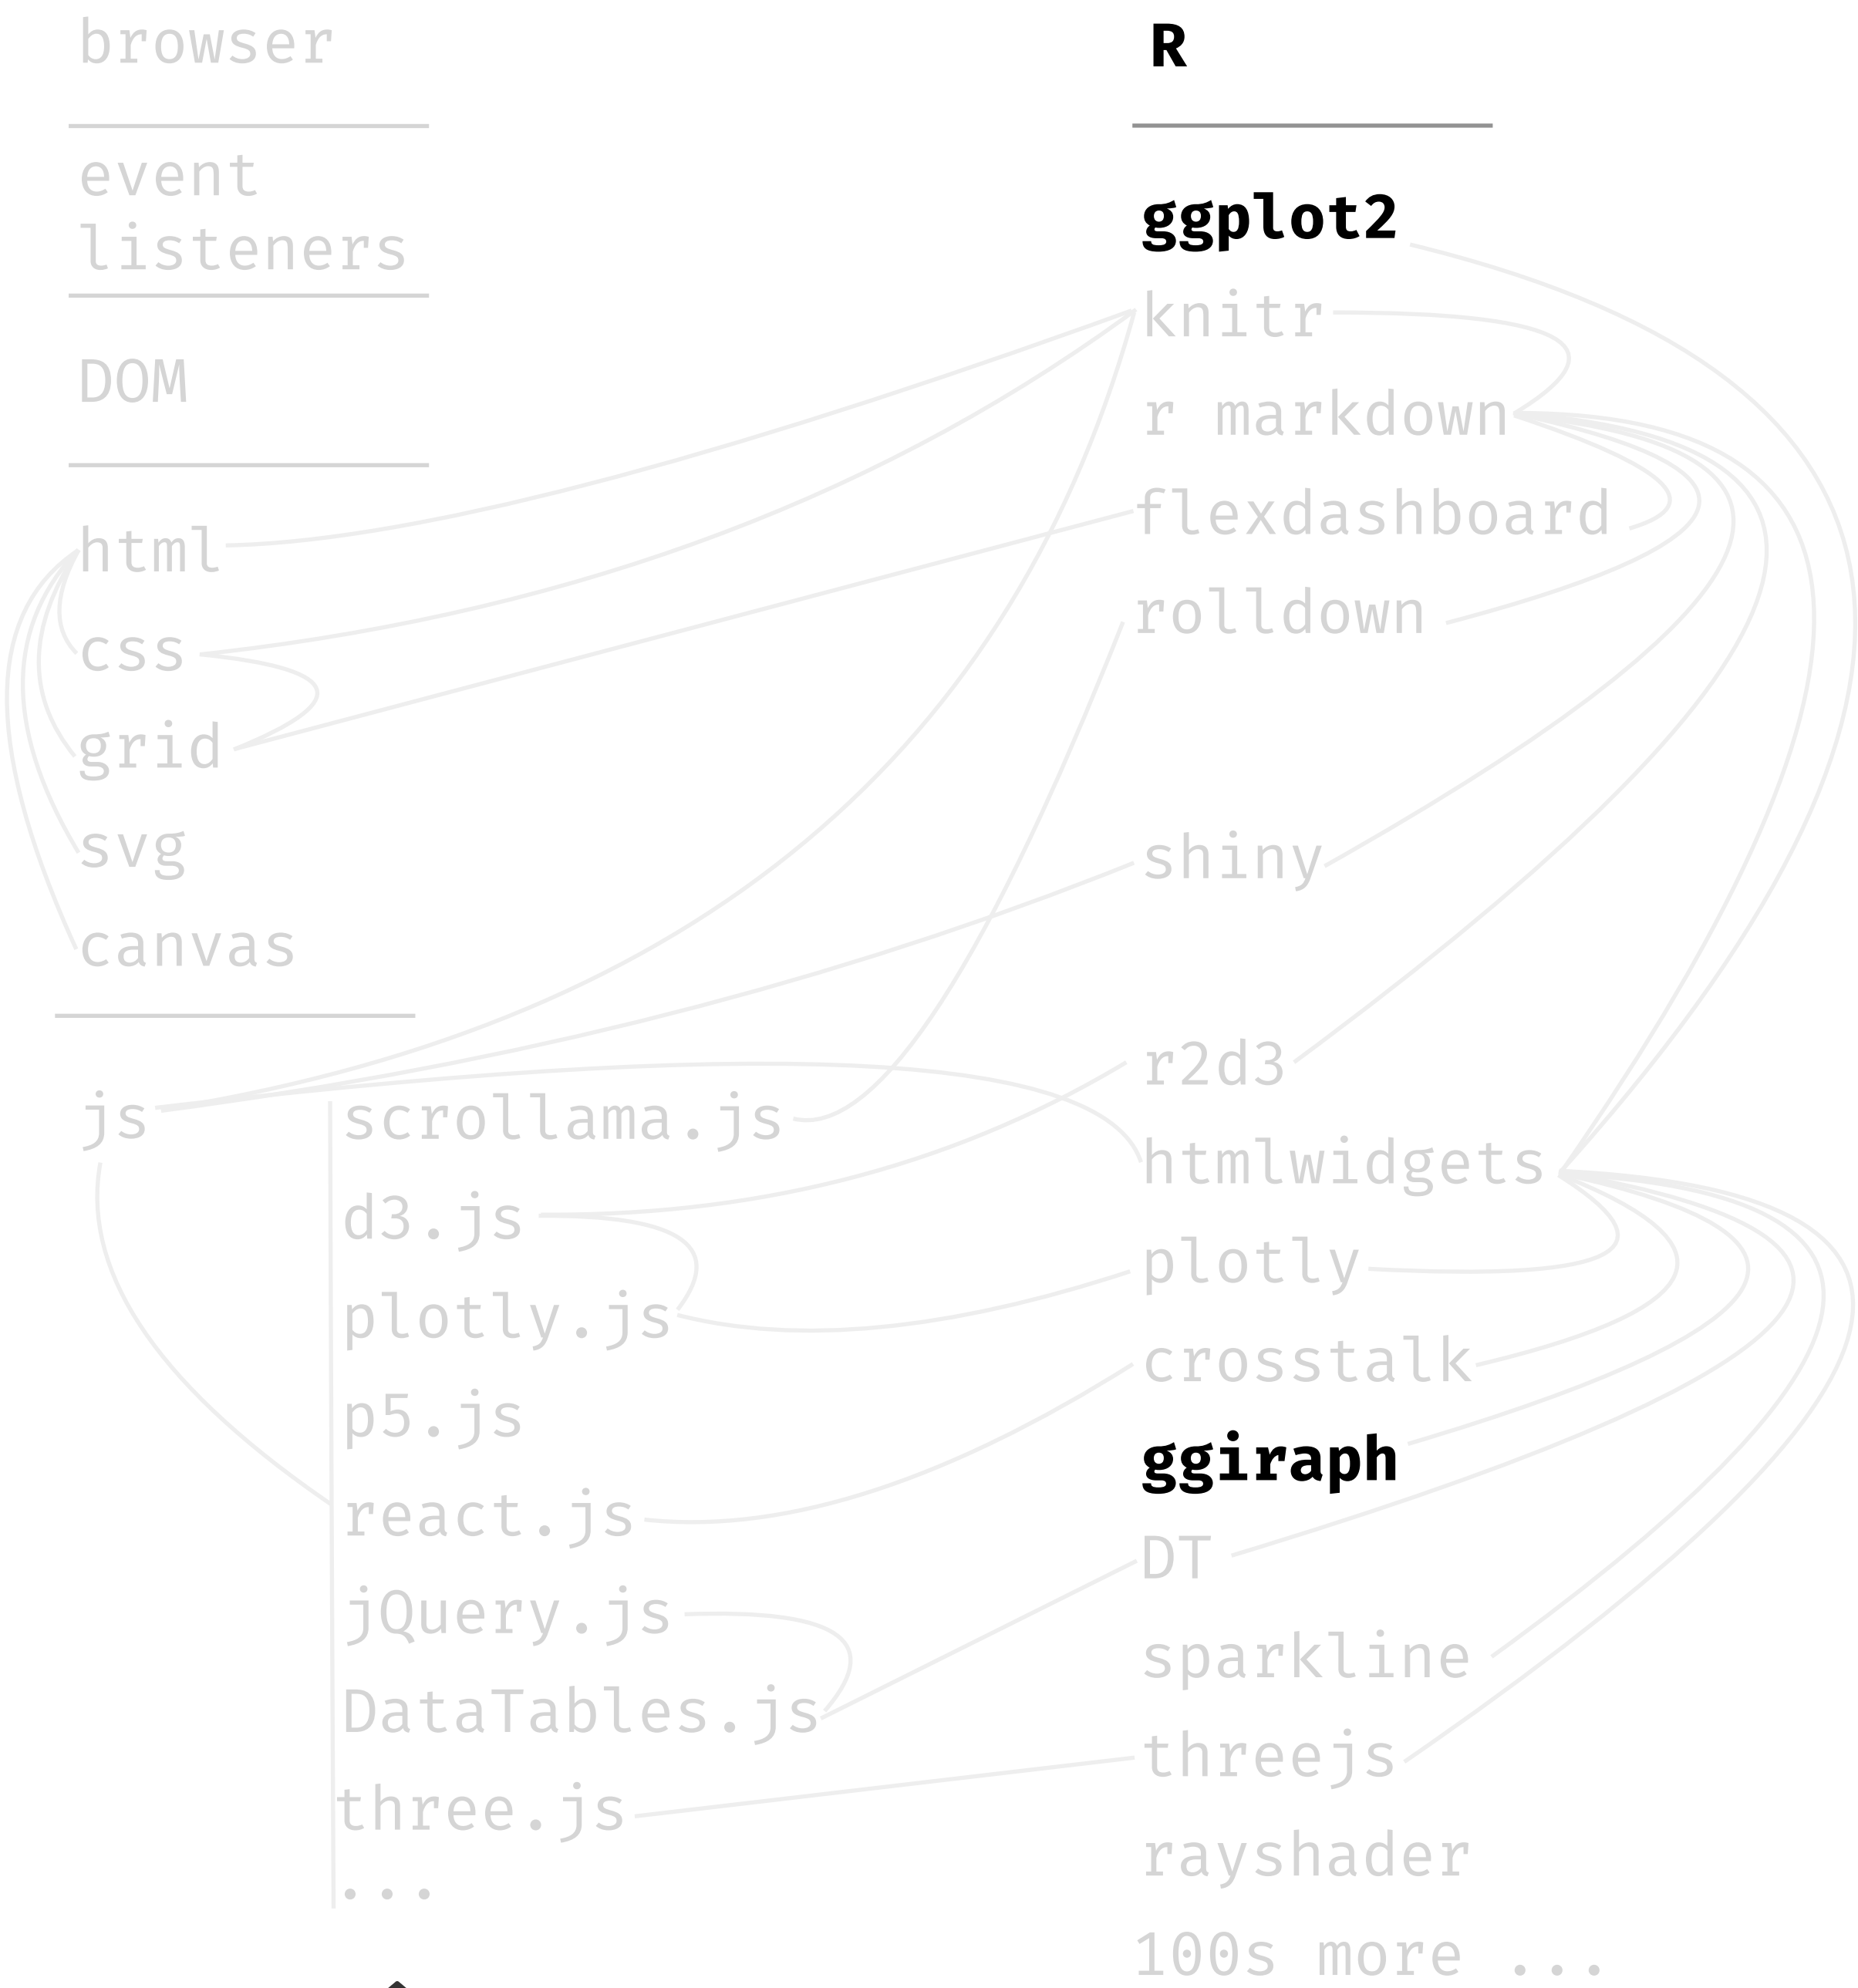 browser
event
listeners
DOM
html
css
grid
svg
canvas
js
scrollama.js
d3.js
plotly.js
p5.js
react.js
jQuery.js
DataTables.js
three.js
...
R
ggplot2
knitr
r markdown
flexdashboard
rolldown
shiny
r2d3
htmlwidgets
plotly
crosstalk
ggiraph
DT
sparkline
threejs
rayshader
100s more ...